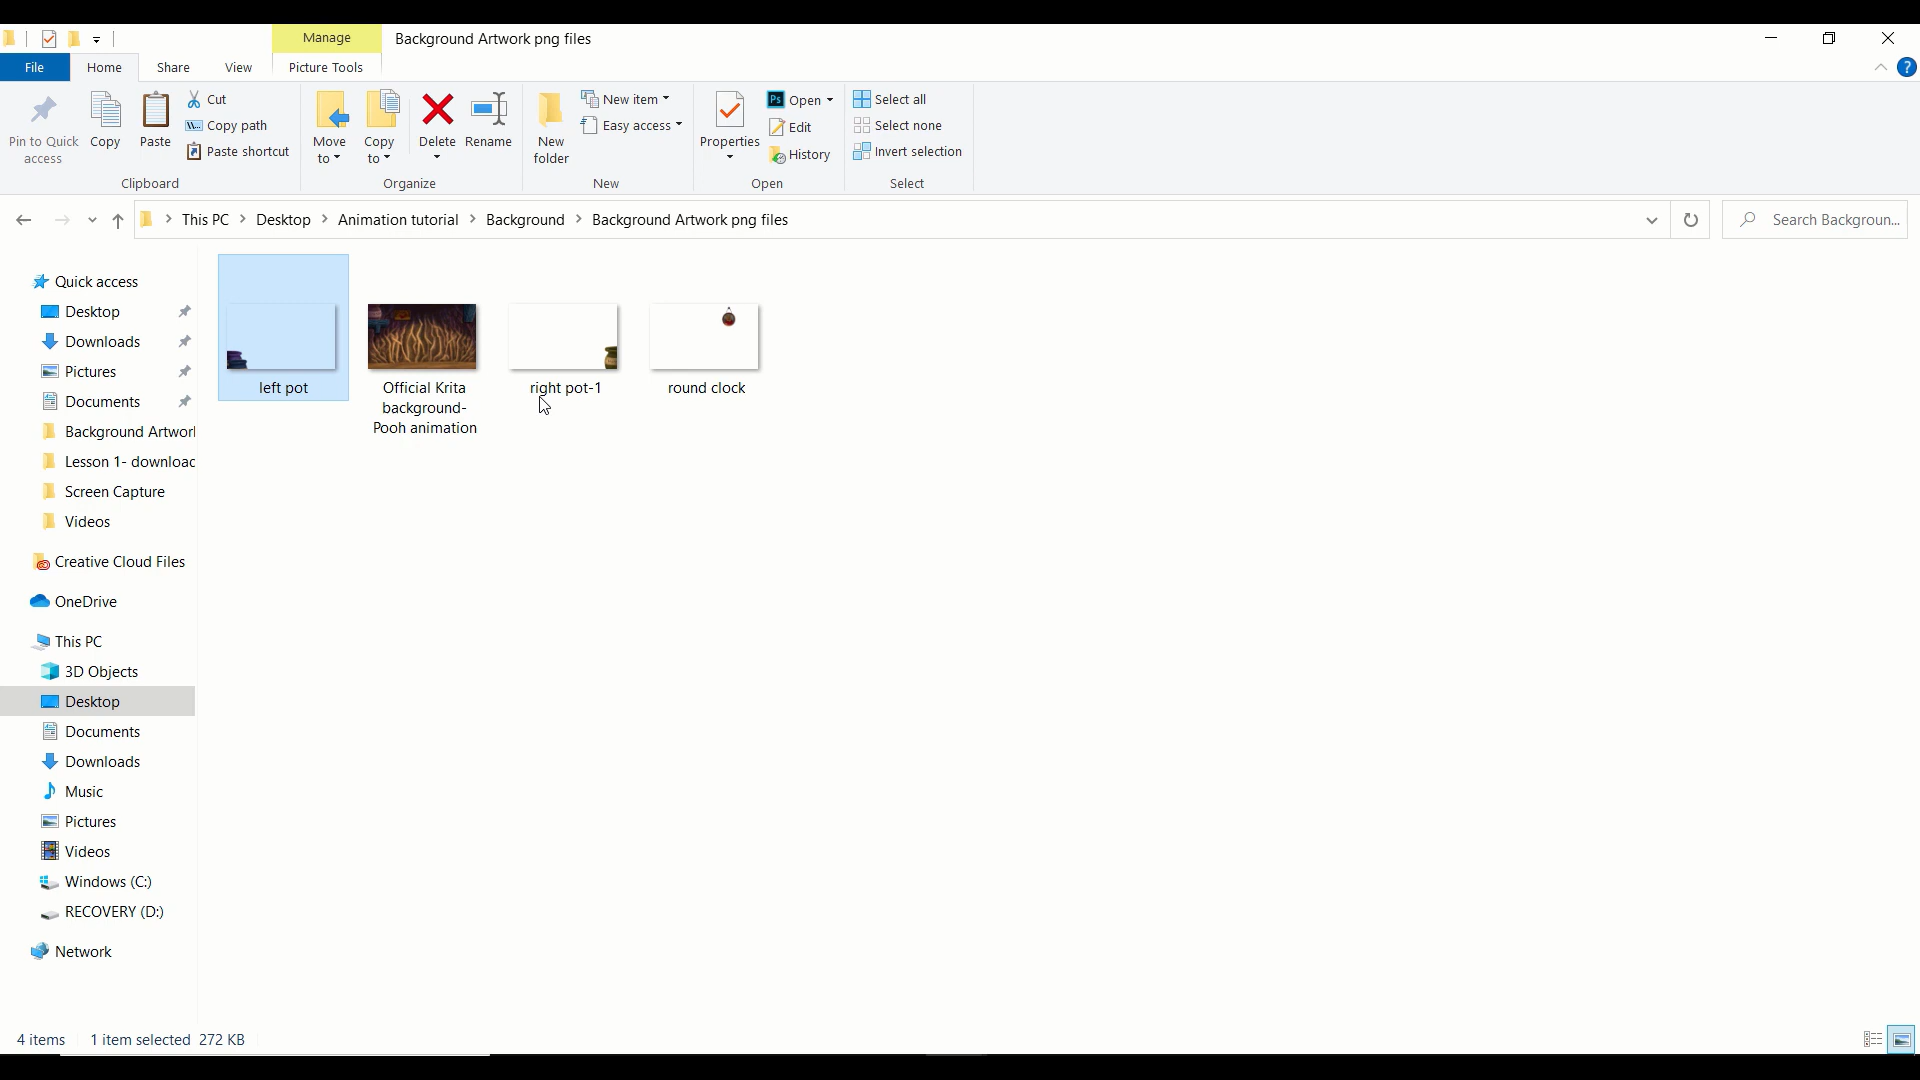 Manage
Background Artwork png files
File
Home
Share
View
Picture Tools
Pin to Quick access
Copy
Paste
Cut
Copy path
Paste shortcut
Clipboard
Move to
Copy to
Delete
Rename
Organize
New folder
New item
Easy access
New
Properties
Open
Edit
History
Open
Select all
Select none
Invert selection
Select
This PC
Desktop
Animation tutorial
Background
Background Artwork png files
Search Backgroun...
Quick access
Desktop
Downloads
Pictures
Documents
Background Artwor
Lesson 1- downloac
Screen Capture
Videos
Creative Cloud Files
OneDrive
This PC
3D Objects
Desktop
Documents
Downloads
Music
Pictures
Videos
Windows (C:)
RECOVERY (D:)
Network
left pot
Official Krita
background-
Pooh animation
right pot-1
round clock
4 items
1 item selected 272 KB